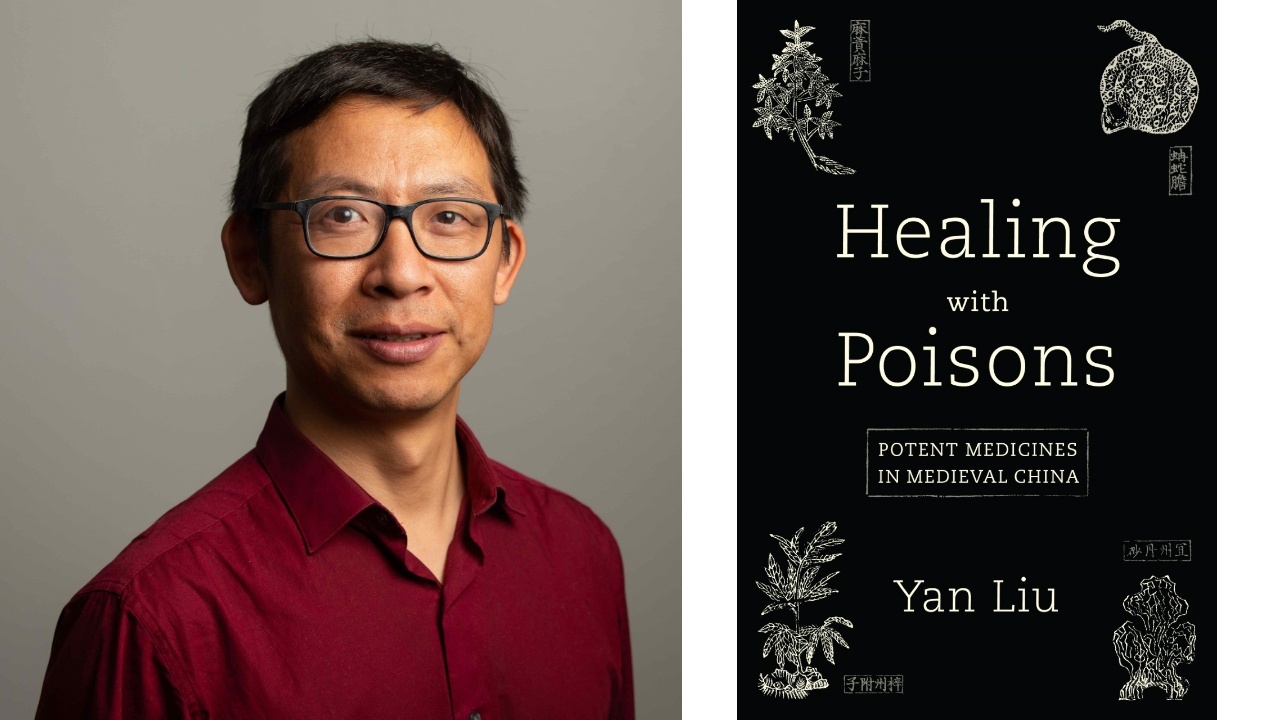 麻蕡麻子
蚺蛇膽
Healing
with
Poisons
POTENT MEDICINES
IN MEDIEVAL CHINA
宜州丹砂
Yan Liu
梓州附子